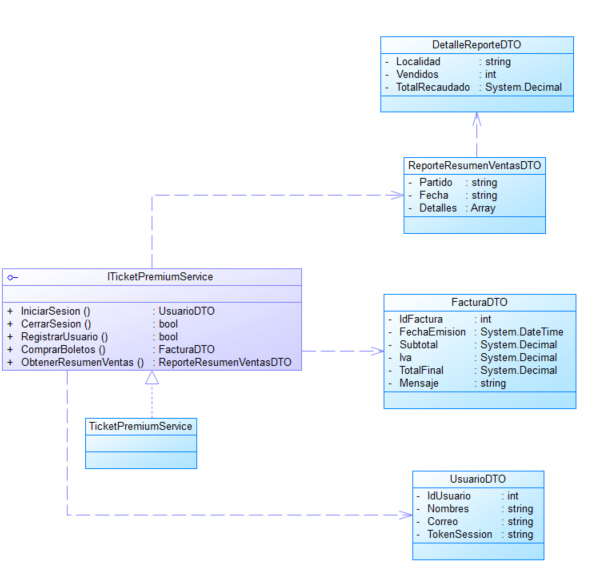 DetalleReporteDTO
- Localidad : string
- Vendidos : int
- TotalRecaudado : System.Decimal
ReporteResumenVentasDTO
- Partido : string
- Fecha : string
- Detalles : Array
ITicketPremiumService
+ IniciarSesion () : UsuarioDTO
+ CerrarSesion () : bool
+ RegistrarUsuario () : bool
+ ComprarBoletos () : FacturaDTO
+ ObtenerResumenVentas () : ReporteResumenVentasDTO
FacturaDTO
- IdFactura : int
- FechaEmision : System.DateTime
- Subtotal : System.Decimal
- Iva : System.Decimal
- TotalFinal : System.Decimal
- Mensaje : string
TicketPremiumService
UsuarioDTO
- IdUsuario : int
- Nombres : string
- Correo : string
- TokenSession : string